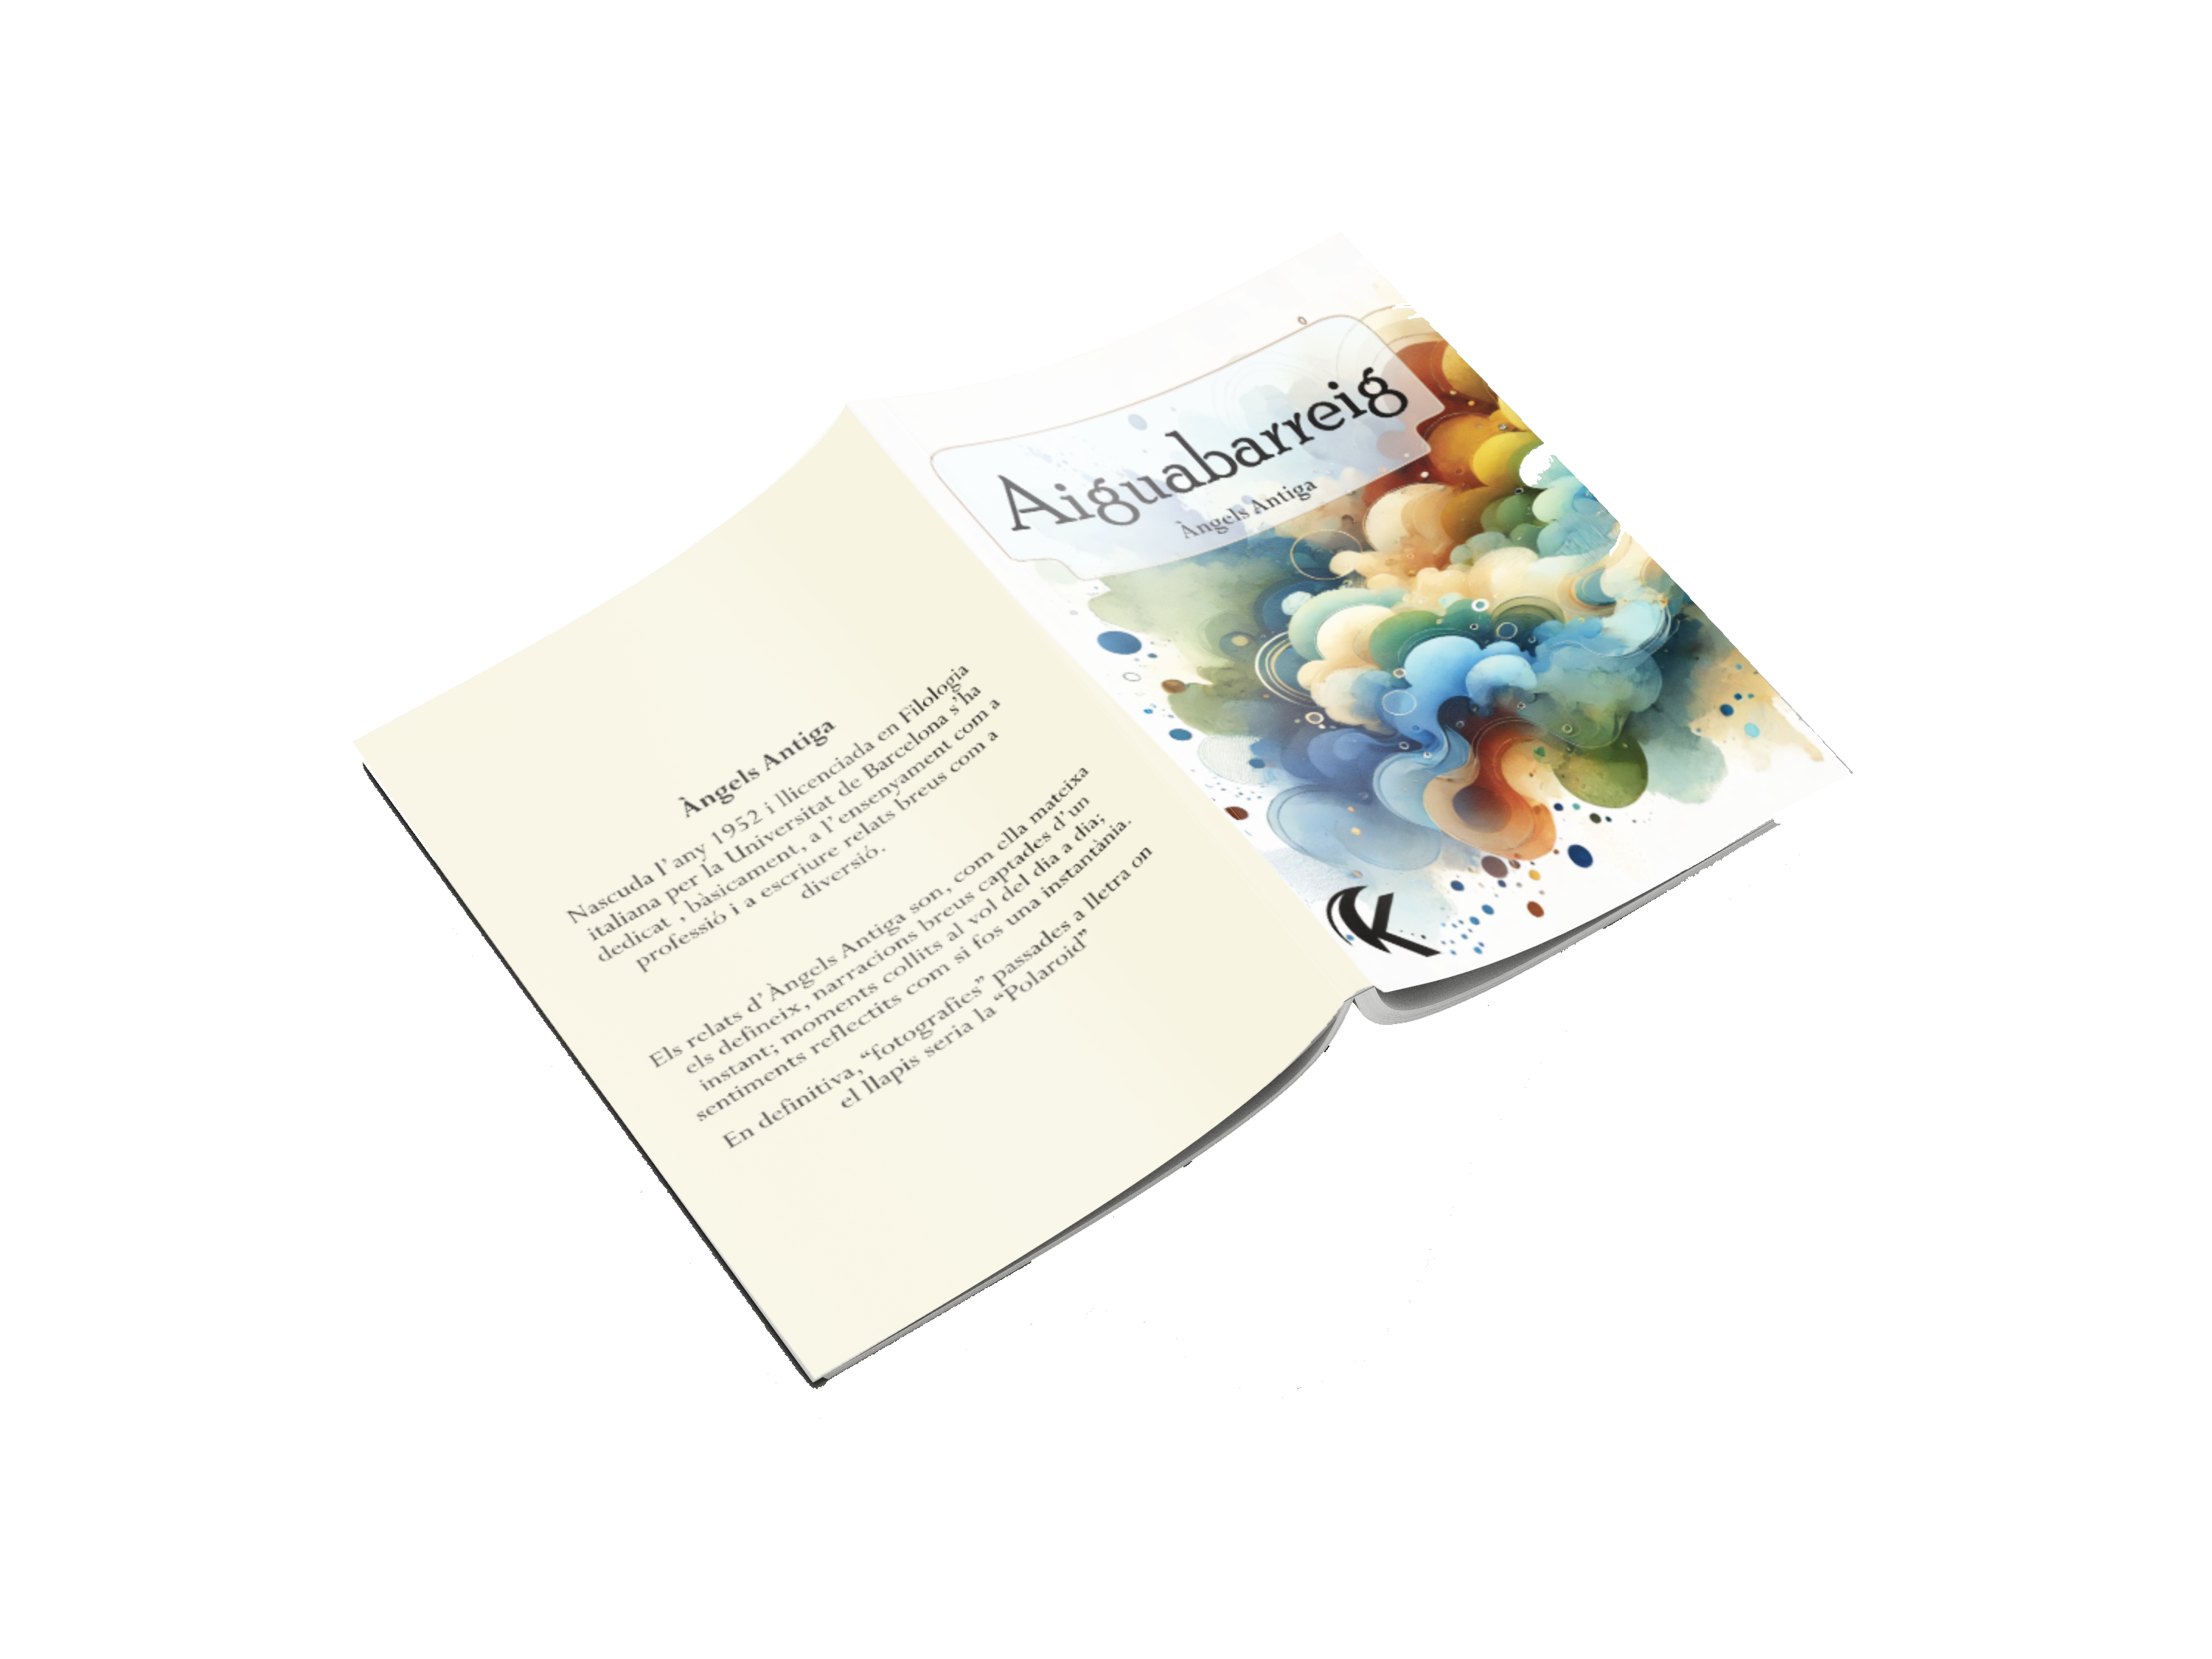 Àngels Antiga
Nascuda l'any 1952 i llicenciada en Filologia
italiana per la Universitat de Barcelona s'ha
dedicat , bàsicament, a l'ensenyament com a
professió i a escriure relats breus com a
diversió.
Els relats d'Àngels Antiga son, com ella mateixa
els defineix, narracions breus captades d'un
instant; moments collits al vol del dia a dia;
sentiments reflectits com si fos una instantània.
En definitiva, “fotografies” passades a lletra on
el llapis seria la “Polaroid”
Aiguabarreig
Àngels Antiga
K